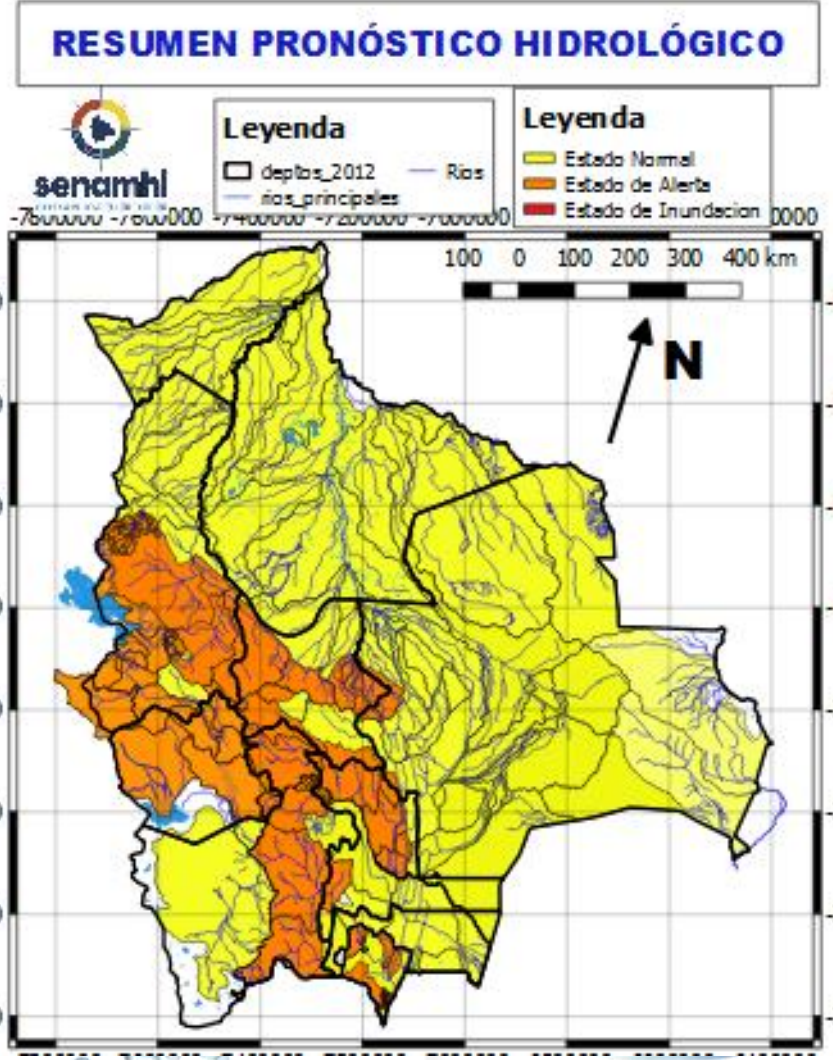 RESUMEN PRONÓSTICO HIDROLÓGICO
senamhi
Leyenda
deptos_2012
Rios
rios_principales
Leyenda
Estado Normal
Estado de Alerta
Estado de Inundacion
-7800000 -7600000 -7400000 -7200000 -7000000
100 0 100 200 300 400 km
N